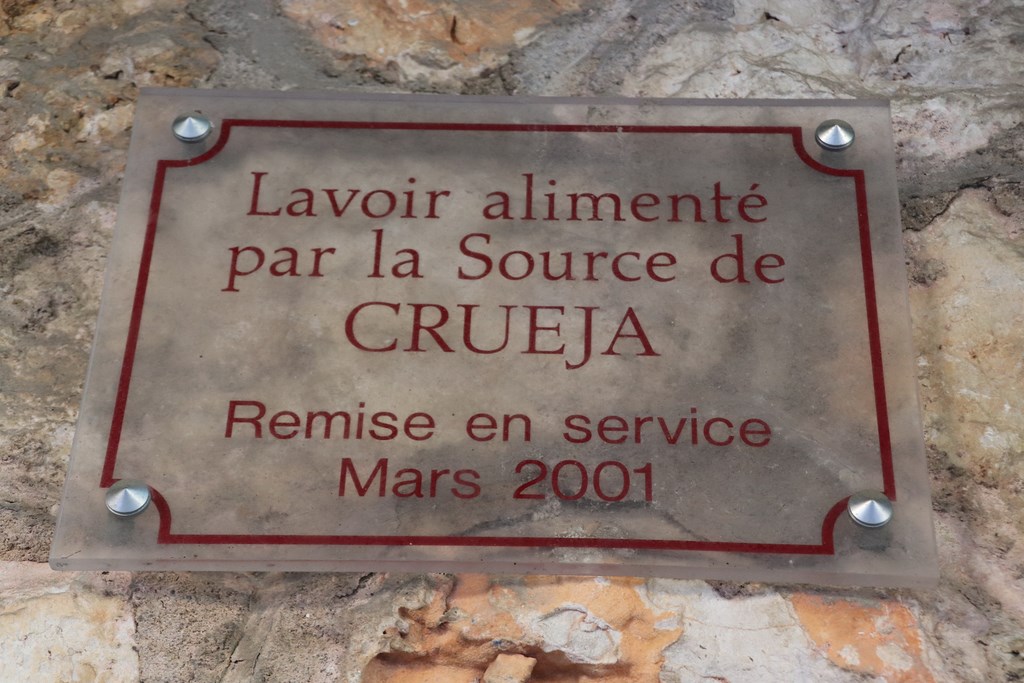 Lavoir alimenté
par la Source de
CRUEJA
Remise en service
Mars 2001